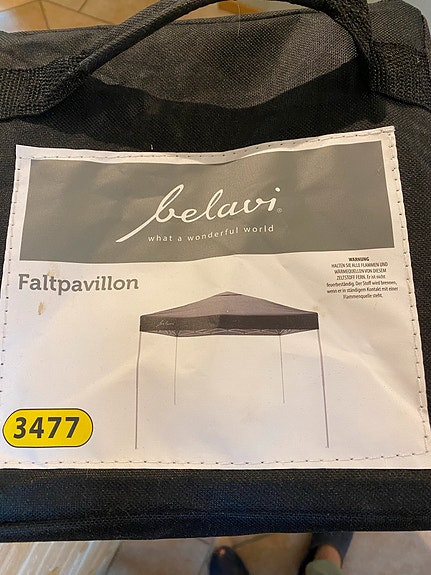 belavi®
what a wonderful world
Faltpavillon
WARNUNG
HALTEN SIE ALLE FLAMMEN UND
WÄRMEQUELLEN VON DIESEM
ZELTSTOFF FERN. Er ist nicht
feuerbeständig. Der Stoff wird brennen,
wenn er in ständigem Kontakt mit einer
Flammenquelle steht.
belavi
3477